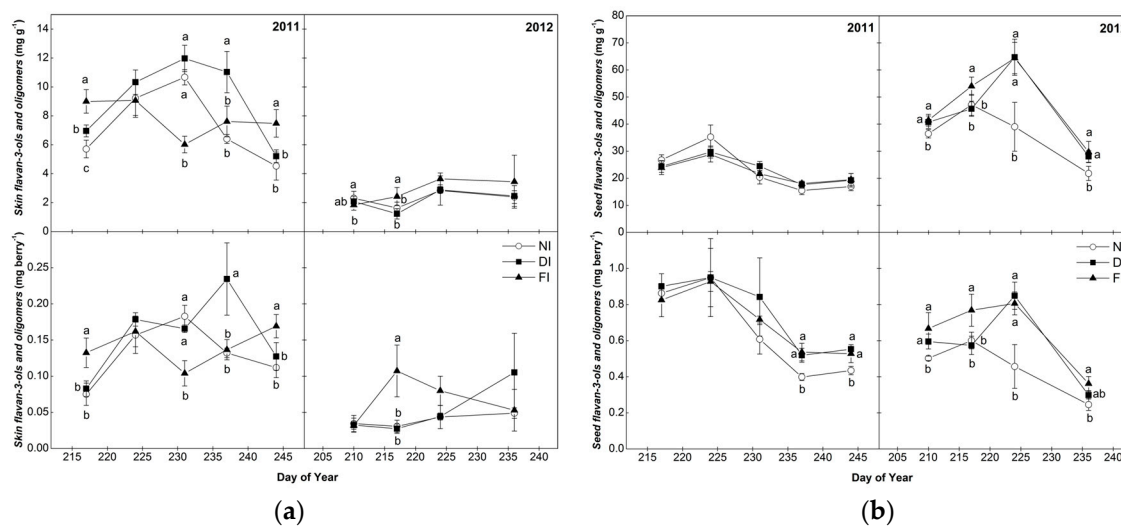 2011
2012
Skin flavan-3-ols and oligomers (mg g⁻¹)
14
12
10
8
6
4
2
0
a
a
a
a
a
b
b
b
b
c
b
b
ab
a
b
b
b
Skin flavan-3-ols and oligomers (mg berry⁻¹)
0.25
0.20
0.15
0.10
0.05
0.00
a
b
b
a
a
b
a
b
b
a
b
b
a
b
NI
DI
FI
215 220 225 230 235 240 245
210 215 220 225 230 235 240
Day of Year
(a)
2011
201
Seed flavan-3-ols and oligomers (mg g⁻¹)
80
70
60
50
40
30
20
10
0
a
a
b
a
b
b
a
a
b
a
b
Seed flavan-3-ols and oligomers (mg berry⁻¹)
1.0
0.8
0.6
0.4
0.2
0.0
a
a
b
b
a
a
b
a
b
b
a
a
b
a
ab
b
N
D
F
215 220 225 230 235 240 245
210 215 220 225 230 235 240
Day of Year
(b)